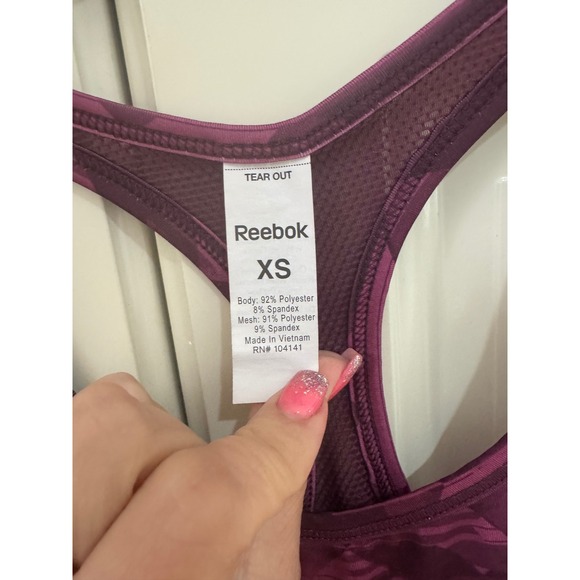 TEAR OUT
Reebok
XS
Body: 92% Polyester
8% Spandex
Mesh: 91% Polyester
9% Spandex
Made In Vietnam
RN# 104141